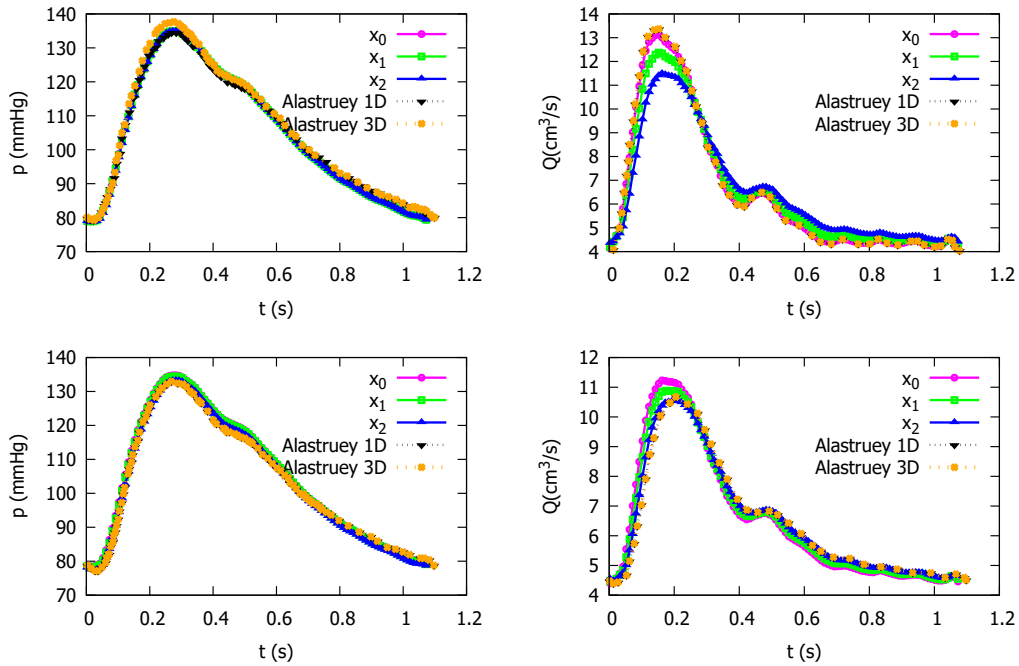 p (mmHg)
140
130
120
110
100
90
80
70
0 0.2 0.4 0.6 0.8 1 1.2
t (s)
x₀
x₁
x₂
Alastruey 1D
Alastruey 3D
Q(cm³/s)
14
13
12
11
10
9
8
7
6
5
4
0 0.2 0.4 0.6 0.8 1 1.2
t (s)
x₀
x₁
x₂
Alastruey 1D
Alastruey 3D
p (mmHg)
140
130
120
110
100
90
80
70
0 0.2 0.4 0.6 0.8 1 1.2
t (s)
x₀
x₁
x₂
Alastruey 1D
Alastruey 3D
Q(cm³/s)
12
11
10
9
8
7
6
5
4
0 0.2 0.4 0.6 0.8 1 1.2
t (s)
x₀
x₁
x₂
Alastruey 1D
Alastruey 3D